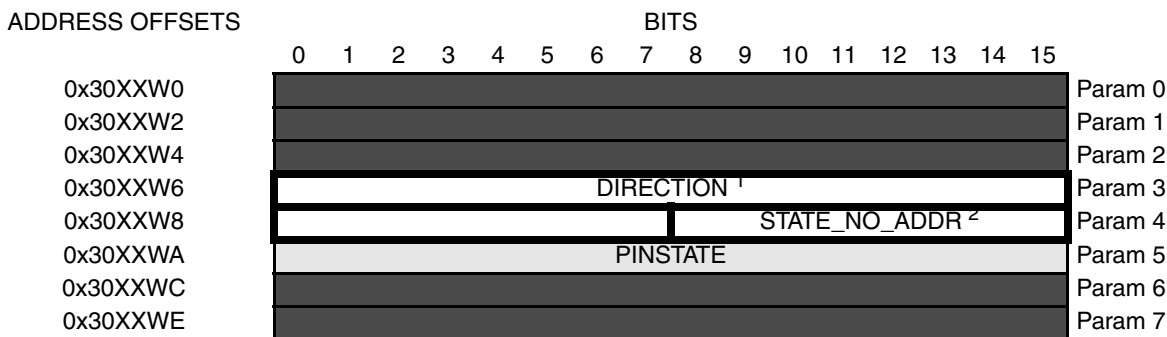 ADDRESS OFFSETS BITS
0 1 2 3 4 5 6 7 8 9 10 11 12 13 14 15
0x30XXW0 Param 0
0x30XXW2 Param 1
0x30XXW4 Param 2
0x30XXW6 DIRECTION 1 Param 3
0x30XXW8 STATE_NO_ADDR 2 Param 4
0x30XXWA PINSTATE Param 5
0x30XXWC Param 6
0x30XXWE Param 7